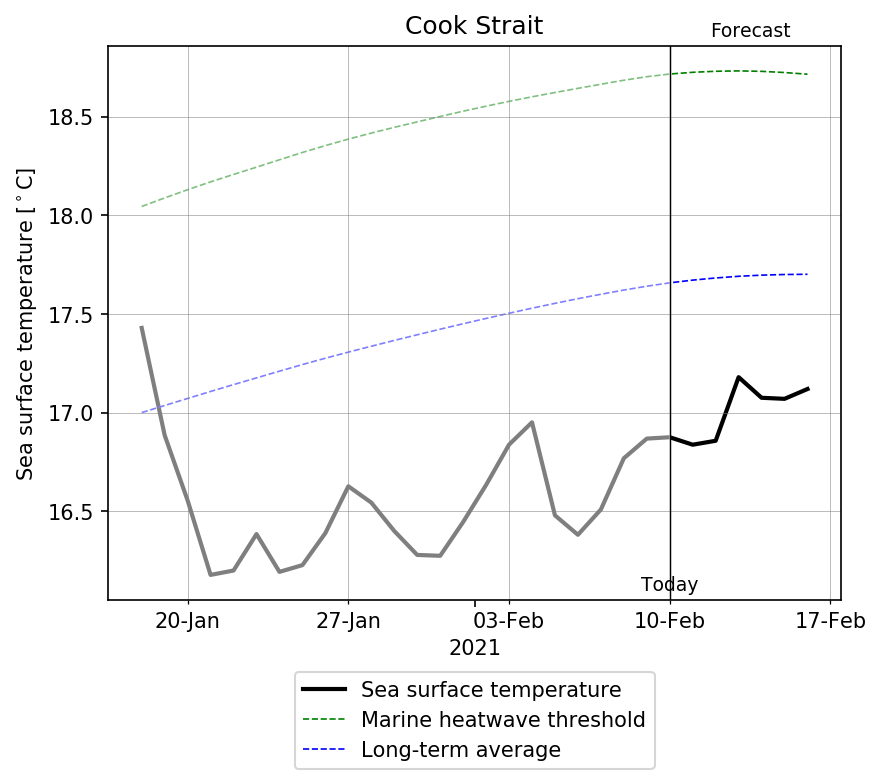 Cook Strait
Forecast
Sea surface temperature [°C]
18.5
18.0
17.5
17.0
16.5
Today
20-Jan 27-Jan 03-Feb 10-Feb 17-Feb
2021
Sea surface temperature
Marine heatwave threshold
Long-term average